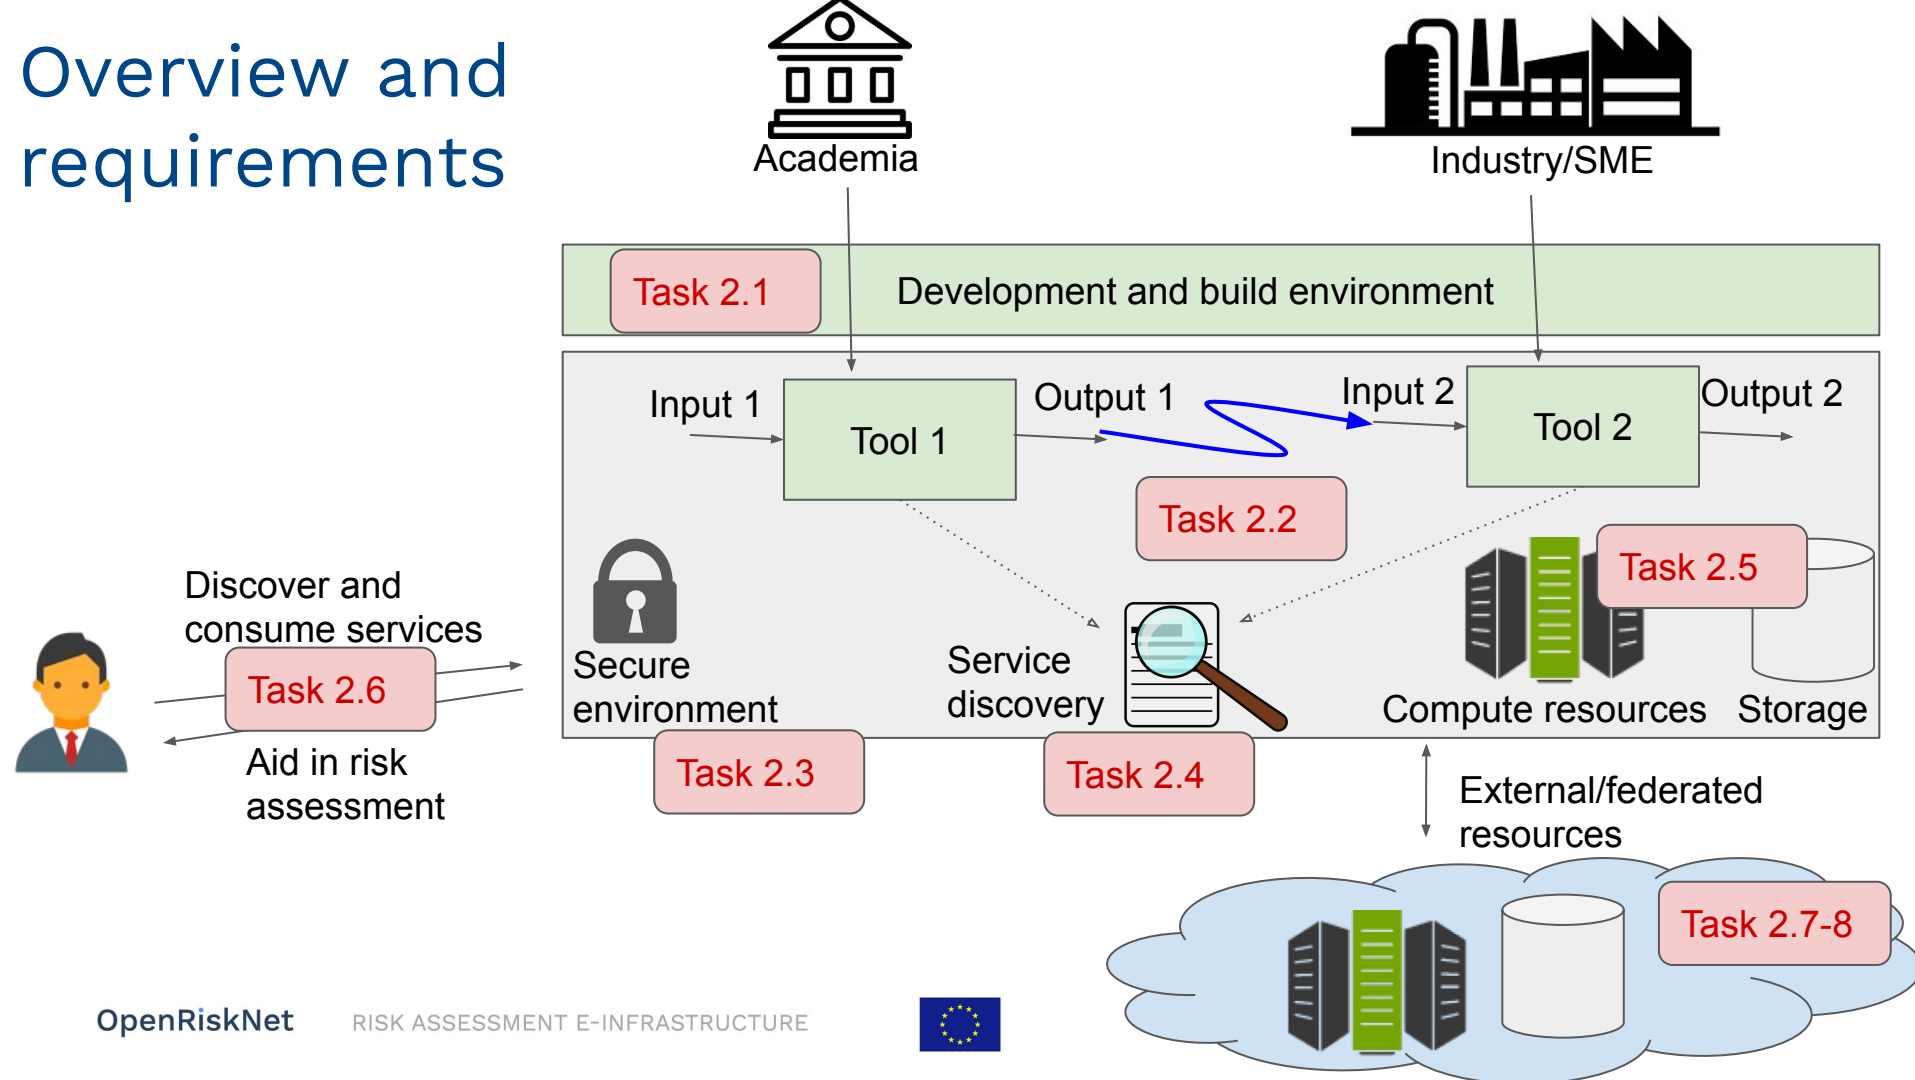 Overview and
requirements
Academia
Industry/SME
Task 2.1
Development and build environment
Input 1
Tool 1
Output 1
Input 2
Tool 2
Output 2
Task 2.2
Task 2.5
Discover and
consume services
Task 2.6
Aid in risk
assessment
Secure
environment
Service
discovery
Compute resources
Storage
Task 2.3
Task 2.4
External/federated
resources
Task 2.7-8
OpenRiskNet
RISK ASSESSMENT E-INFRASTRUCTURE